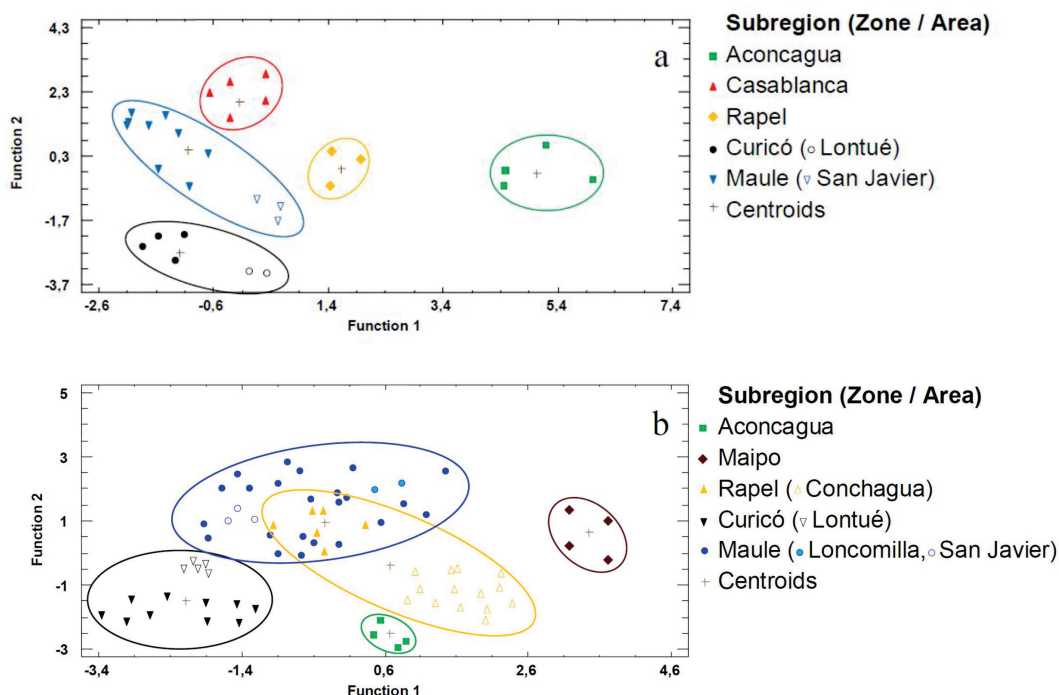 a
Function 2
4,3
2,3
0,3
-1,7
-3,7
-2,6
-0,6
1,4
3,4
5,4
7,4
Function 1
Subregion (Zone / Area)
Aconcagua
Casablanca
Rapel
Curicó (Lontué)
Maule (San Javier)
Centroids
b
Function 2
5
3
1
-1
-3
-3,4
-1,4
0,6
2,6
4,6
Function 1
Subregion (Zone / Area)
Aconcagua
Maipo
Rapel (Conchagua)
Curicó (Lontué)
Maule (Loncomilla, San Javier)
Centroids